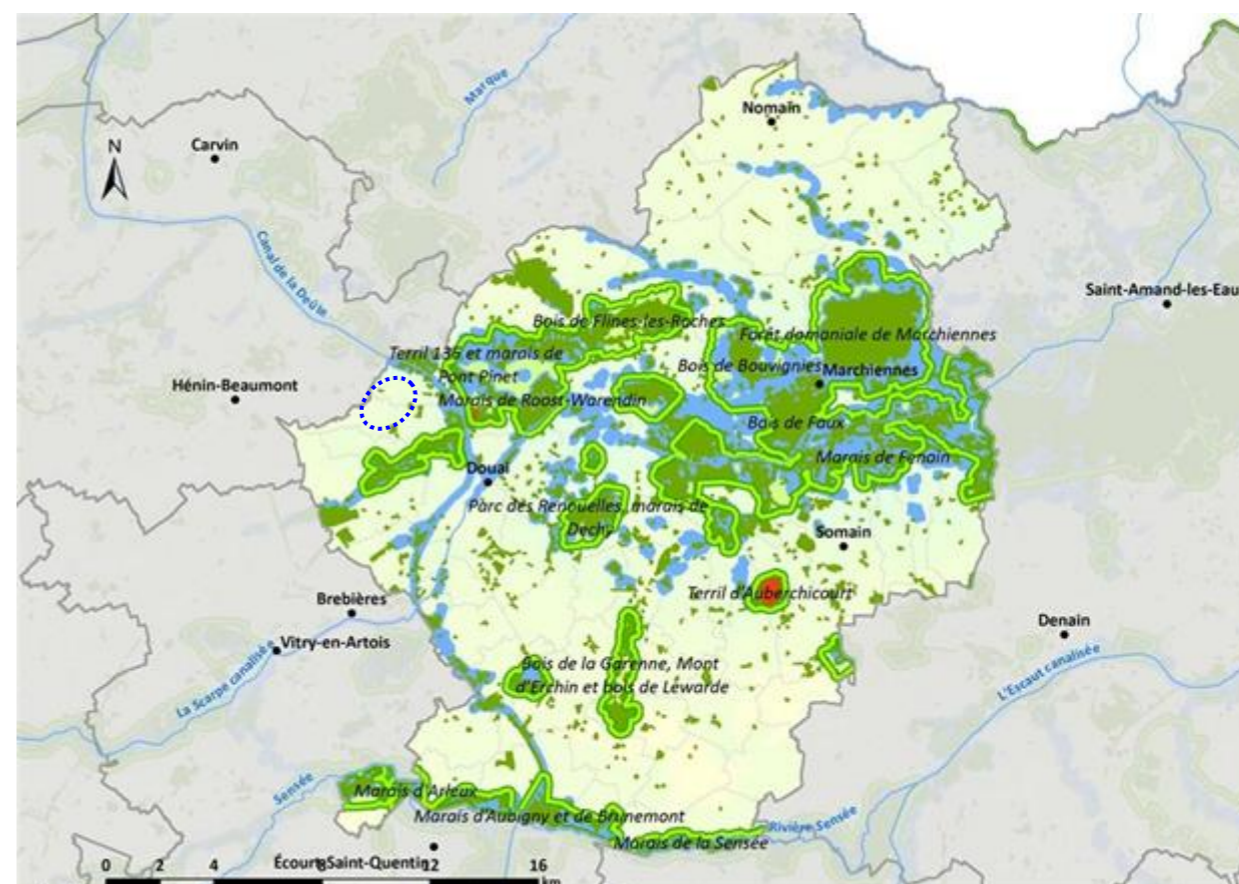 Marque
Nomain
Carvin
N
Canal de la Deûle
Saint-Amand-les-Eau
Bois de Flines-les-Roches
Forêt domaniale de Marchiennes
Terril 136 et marais de
Pont Pinet
Bois de Bouvignies
Marchiennes
Hénin-Beaumont
Marais de Roost-Warendin
Bois de Faux
Marais de Fenain
Douai
Parc des Renouelles, marais de
Dechy
Somain
Terril d'Auberchicourt
Brebières
Denain
Vitry-en-Artois
La Scarpe canalisée
L'Escaut canalisée
Bois de la Garenne, Mont
d'Erchin et bois de Lewarde
Sensée
Marais d'Arleux
Marais d'Aubigny et de Brunemont
Rivière Sensée
Marais de la Sensée
Écourt-Saint-Quentin
0 2 4 8 12 16
km